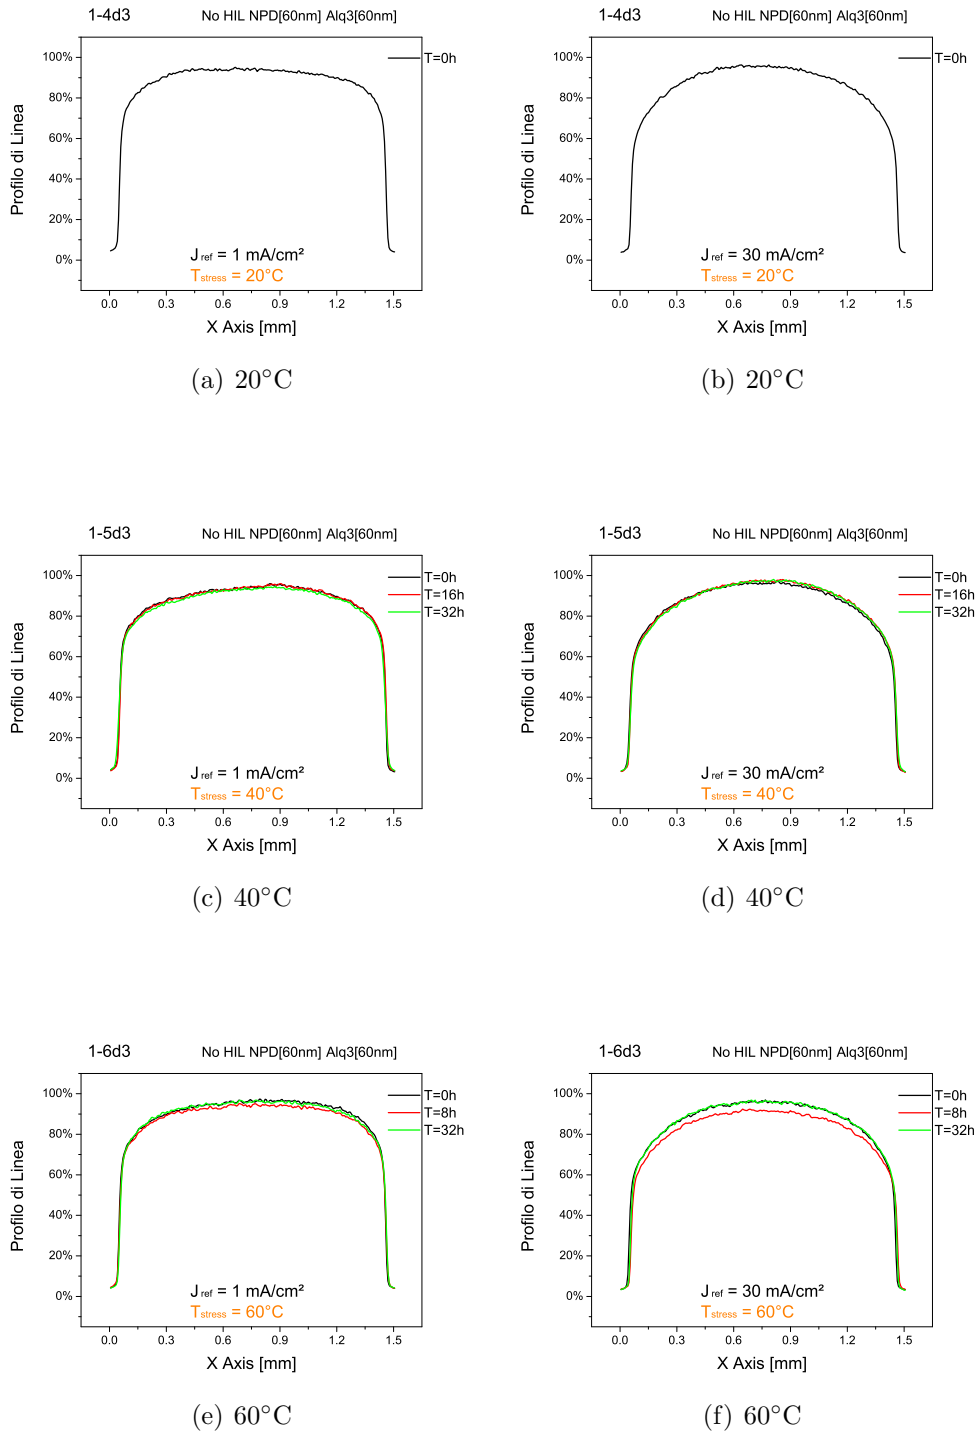 1-4d3 No HIL NPD[60nm] Alq3[60nm]
T=0h
100%
80%
60%
40%
20%
0%
Profilo di Linea
J ref = 1 mA/cm²
T stress = 20°C
0.0 0.3 0.6 0.9 1.2 1.5
X Axis [mm]
(a) 20°C
1-4d3 No HIL NPD[60nm] Alq3[60nm]
T=0h
100%
80%
60%
40%
20%
0%
Profilo di Linea
J ref = 30 mA/cm²
T stress = 20°C
0.0 0.3 0.6 0.9 1.2 1.5
X Axis [mm]
(b) 20°C
1-5d3 No HIL NPD[60nm] Alq3[60nm]
T=0h
T=16h
T=32h
100%
80%
60%
40%
20%
0%
Profilo di Linea
J ref = 1 mA/cm²
T stress = 40°C
0.0 0.3 0.6 0.9 1.2 1.5
X Axis [mm]
(c) 40°C
1-5d3 No HIL NPD[60nm] Alq3[60nm]
T=0h
T=16h
T=32h
100%
80%
60%
40%
20%
0%
Profilo di Linea
J ref = 30 mA/cm²
T stress = 40°C
0.0 0.3 0.6 0.9 1.2 1.5
X Axis [mm]
(d) 40°C
1-6d3 No HIL NPD[60nm] Alq3[60nm]
T=0h
T=8h
T=32h
100%
80%
60%
40%
20%
0%
Profilo di Linea
J ref = 1 mA/cm²
T stress = 60°C
0.0 0.3 0.6 0.9 1.2 1.5
X Axis [mm]
(e) 60°C
1-6d3 No HIL NPD[60nm] Alq3[60nm]
T=0h
T=8h
T=32h
100%
80%
60%
40%
20%
0%
Profilo di Linea
J ref = 30 mA/cm²
T stress = 60°C
0.0 0.3 0.6 0.9 1.2 1.5
X Axis [mm]
(f) 60°C